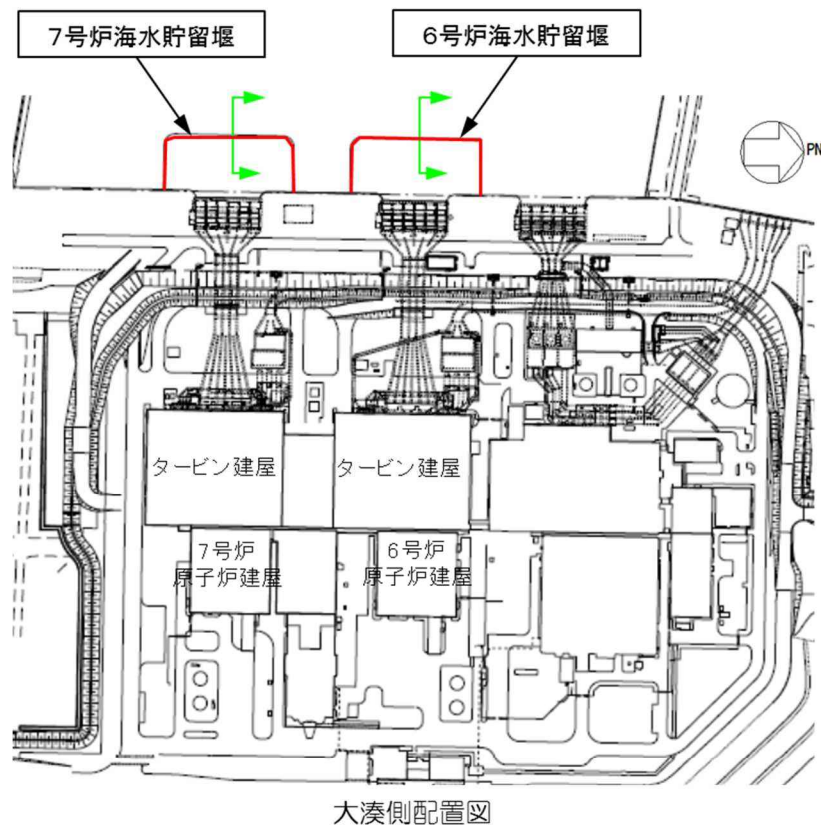 7号炉海水貯留堰
6号炉海水貯留堰
PN
タービン建屋
タービン建屋
7号炉
原子炉建屋
6号炉
原子炉建屋
大湊側配置図